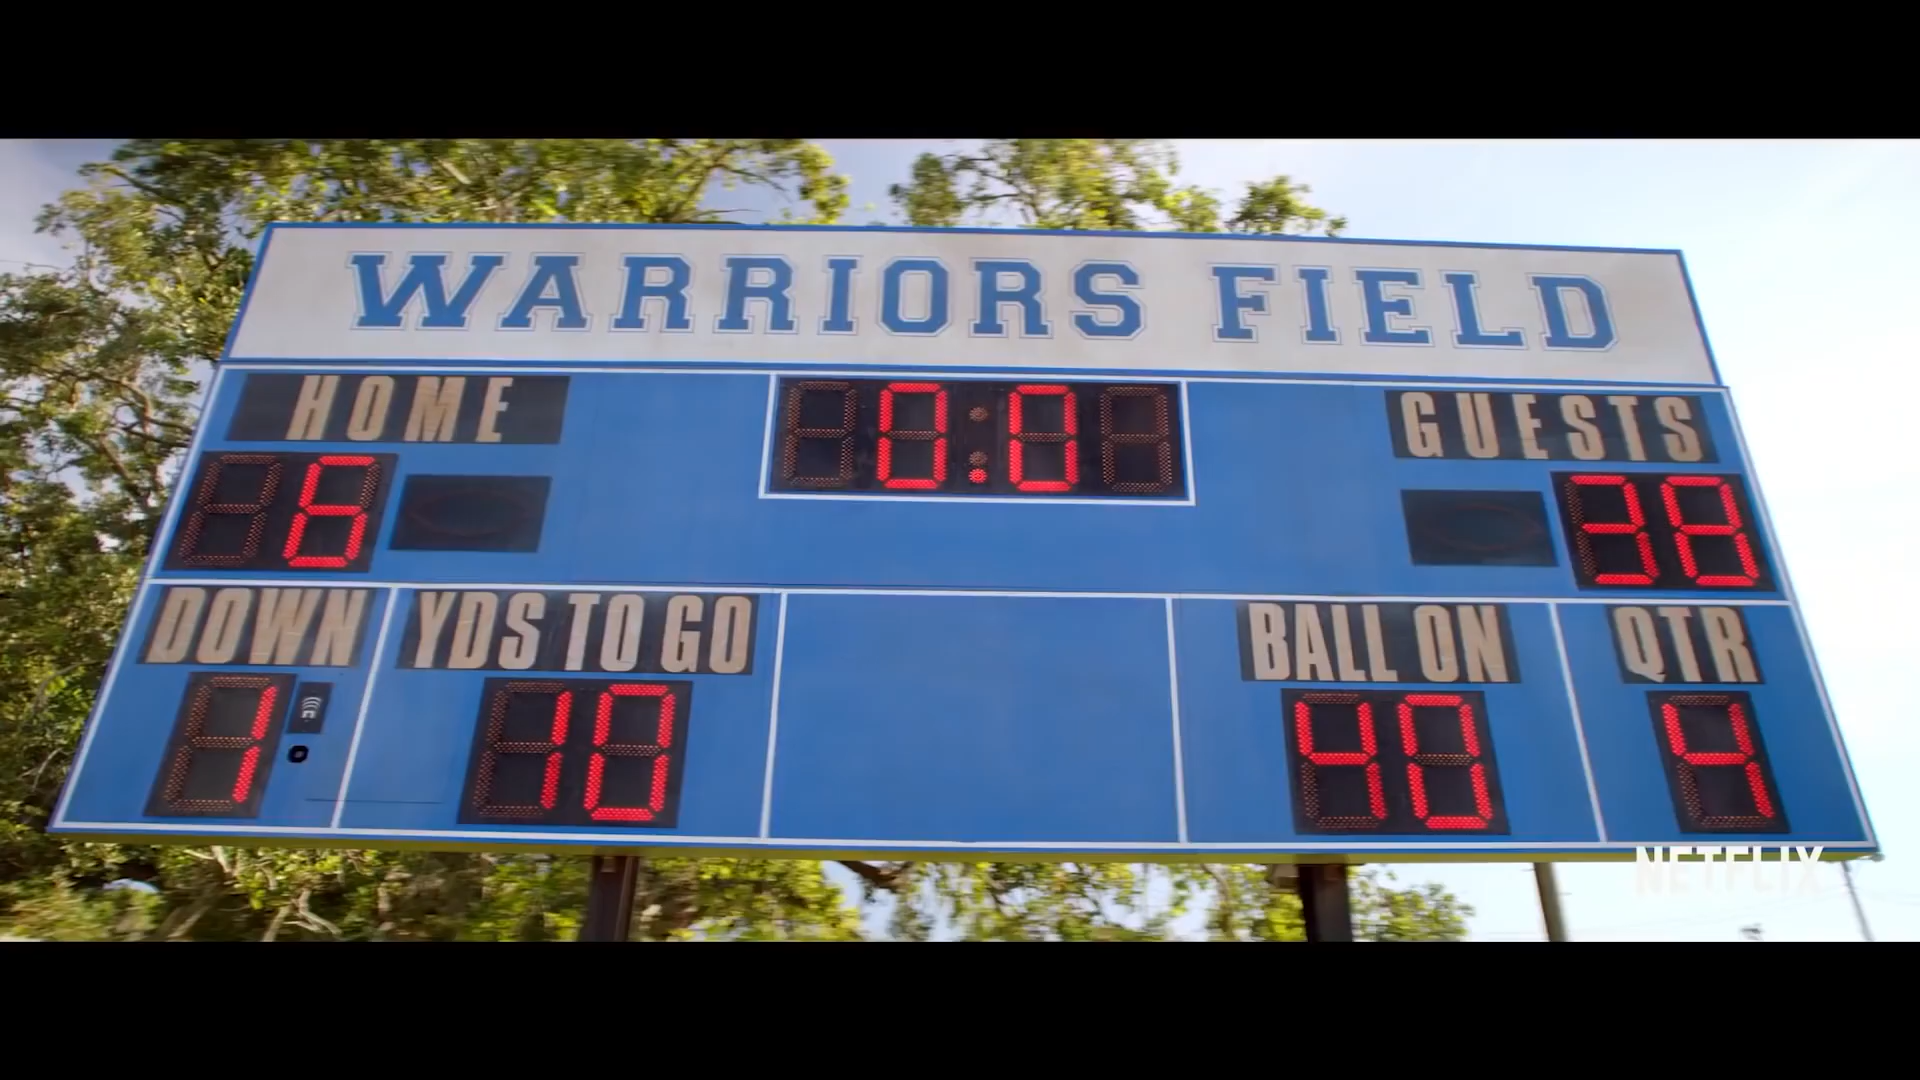 WARRIORS FIELD
HOME 0.0 GUESTS
6 38
DOWN YDS TO GO BALL ON QTR
1 10 40 4
NETFLIX